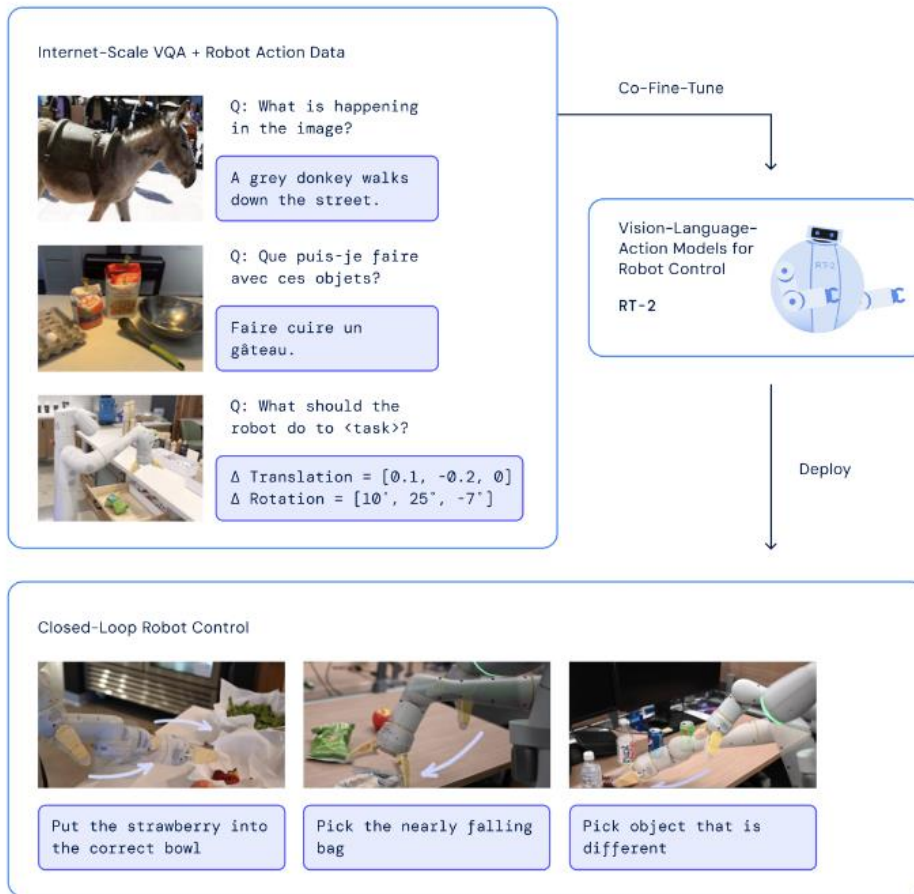 Internet-Scale VQA + Robot Action Data
Q: What is happening
in the image?
A grey donkey walks
down the street.
Q: Que puis-je faire
avec ces objets?
Faire cuire un
gâteau.
Q: What should the
robot do to <task>?
Δ Translation = [0.1, -0.2, 0]
Δ Rotation = [10°, 25°, -7°]
Co-Fine-Tune
Vision-Language-
Action Models for
Robot Control
RT-2
RT-2
Deploy
Closed-Loop Robot Control
Put the strawberry into
the correct bowl
Pick the nearly falling
bag
Pick object that is
different